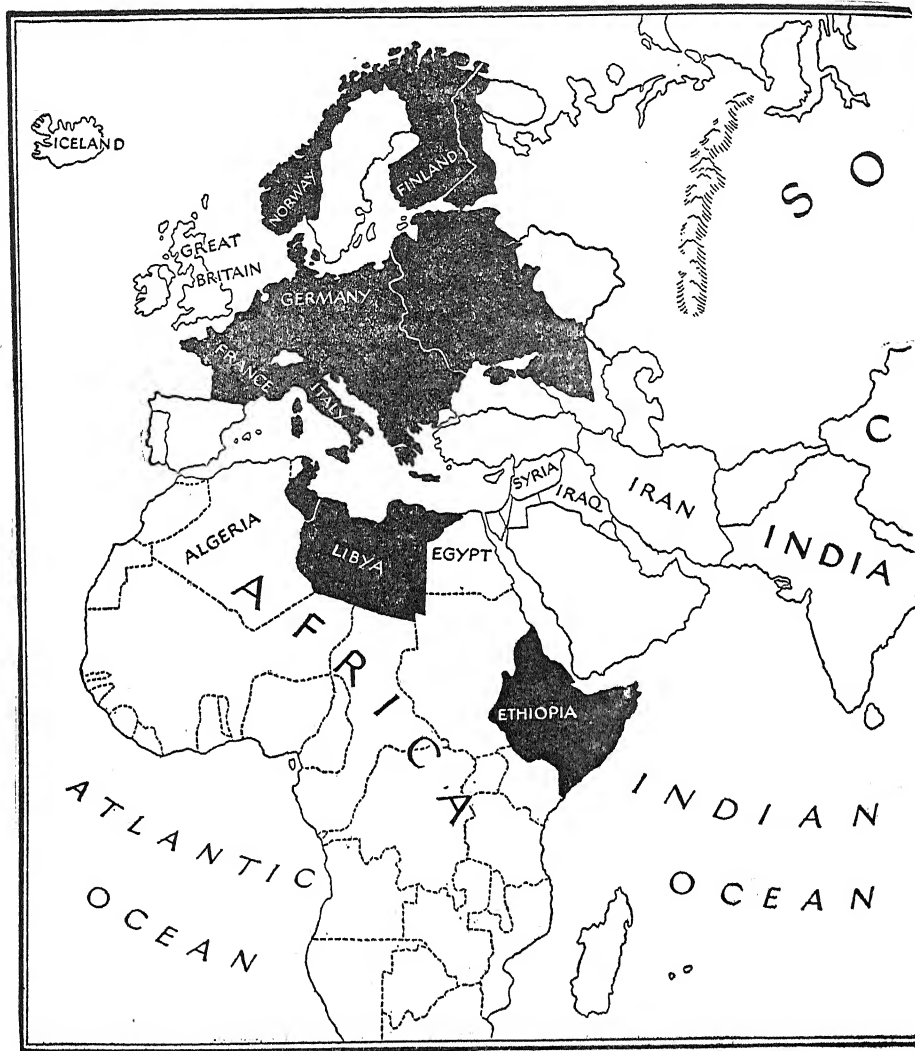 ICELAND
NORWAY
FINLAND
S O
GREAT
BRITAIN
GERMANY
FRANCE
ITALY
C
SYRIA
IRAQ
IRAN
INDIA
ALGERIA
LIBYA
EGYPT
AFRICA
ETHIOPIA
ATLANTIC
OCEAN
INDIAN
OCEAN